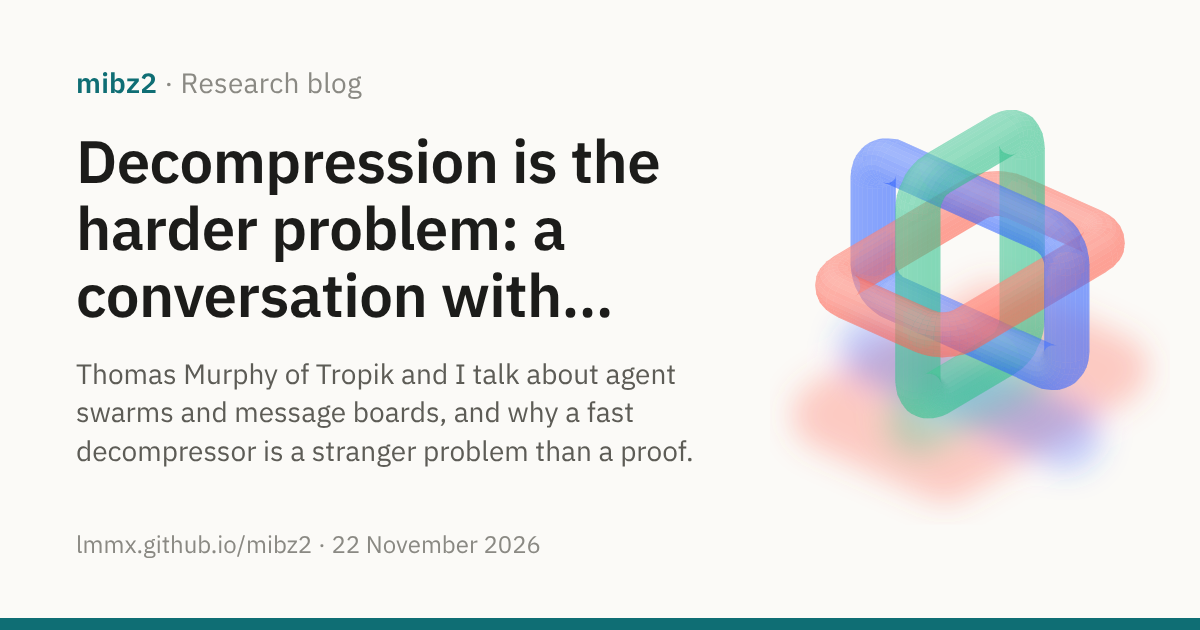 mibz2 · Research blog
Decompression is the
harder problem: a
conversation with...
Thomas Murphy of Tropik and I talk about agent
swarms and message boards, and why a fast
decompressor is a stranger problem than a proof.
lmmx.github.io/mibz2 · 22 November 2026